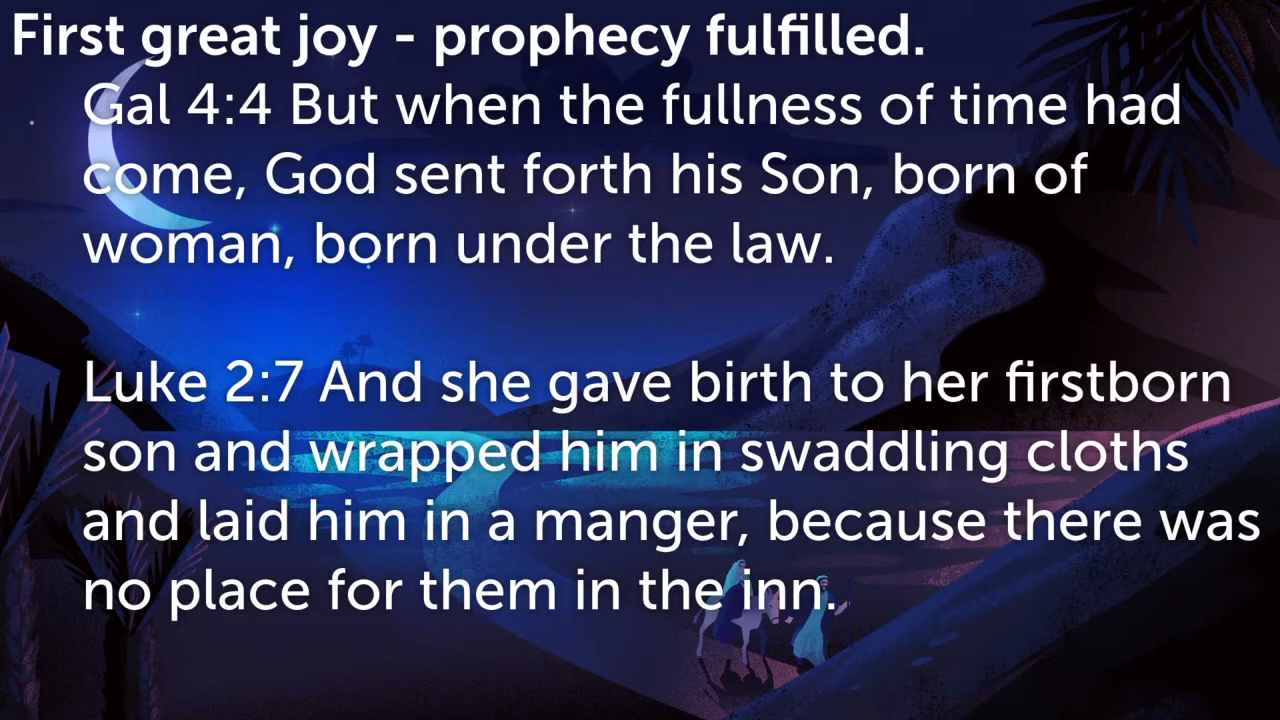 First great joy - prophecy fulfilled.
Gal 4:4 But when the fullness of time had
come, God sent forth his Son, born of
woman, born under the law.
Luke 2:7 And she gave birth to her firstborn
son and wrapped him in swaddling cloths
and laid him in a manger, because there was
no place for them in the inn.